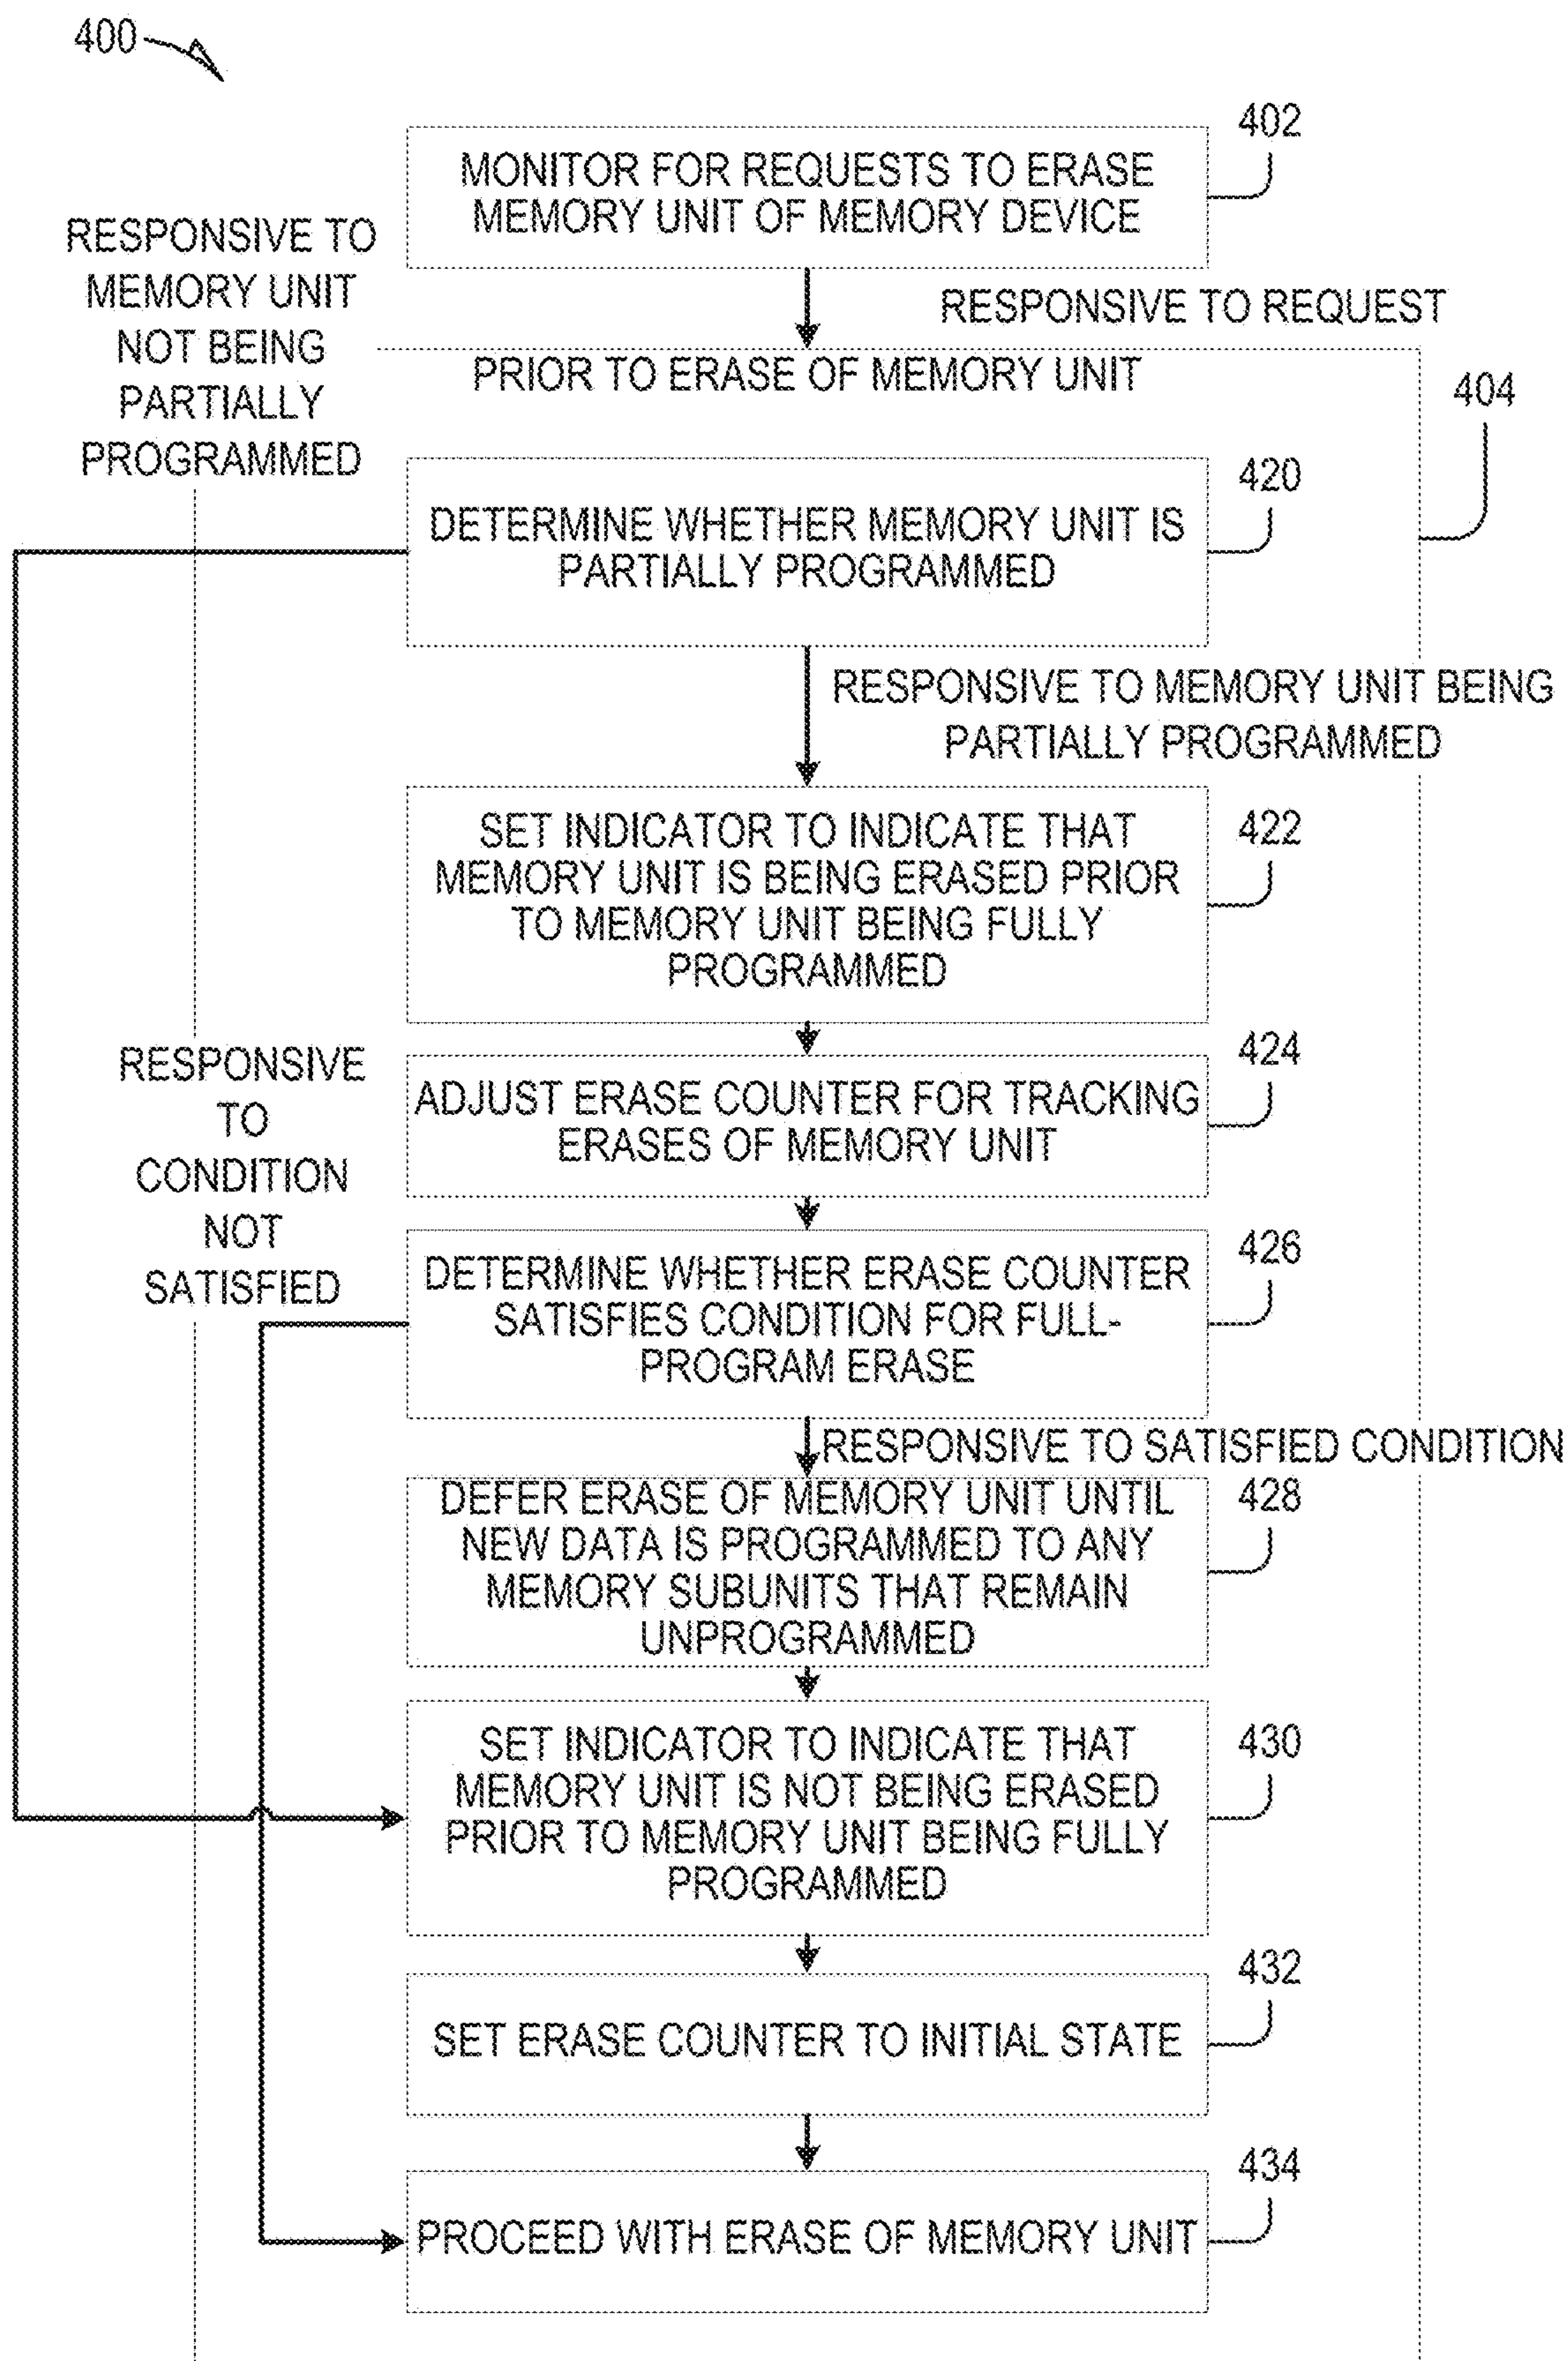 400
402
MONITOR FOR REQUESTS TO ERASE
MEMORY UNIT OF MEMORY DEVICE
RESPONSIVE TO
MEMORY UNIT
NOT BEING
PARTIALLY
PROGRAMMED
RESPONSIVE TO REQUEST
PRIOR TO ERASE OF MEMORY UNIT
404
420
DETERMINE WHETHER MEMORY UNIT IS
PARTIALLY PROGRAMMED
RESPONSIVE TO MEMORY UNIT BEING
PARTIALLY PROGRAMMED
422
SET INDICATOR TO INDICATE THAT
MEMORY UNIT IS BEING ERASED PRIOR
TO MEMORY UNIT BEING FULLY
PROGRAMMED
424
ADJUST ERASE COUNTER FOR TRACKING
ERASES OF MEMORY UNIT
RESPONSIVE
TO
CONDITION
NOT
SATISFIED
426
DETERMINE WHETHER ERASE COUNTER
SATISFIES CONDITION FOR FULL-
PROGRAM ERASE
RESPONSIVE TO SATISFIED CONDITION
428
DEFER ERASE OF MEMORY UNIT UNTIL
NEW DATA IS PROGRAMMED TO ANY
MEMORY SUBUNITS THAT REMAIN
UNPROGRAMMED
430
SET INDICATOR TO INDICATE THAT
MEMORY UNIT IS NOT BEING ERASED
PRIOR TO MEMORY UNIT BEING FULLY
PROGRAMMED
432
SET ERASE COUNTER TO INITIAL STATE
434
PROCEED WITH ERASE OF MEMORY UNIT